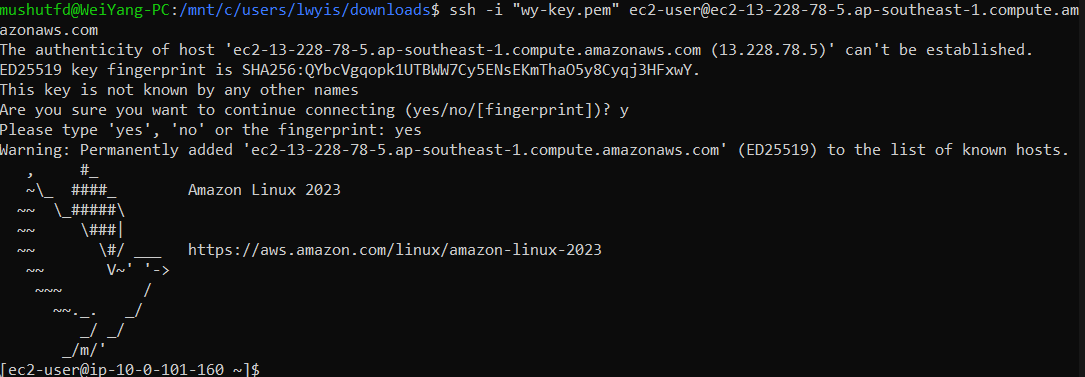 mushutfd@WeiYang-PC:/mnt/c/users/lwyis/downloads$ ssh -i "wy-key.pem" ec2-user@ec2-13-228-78-5.ap-southeast-1.compute.am
azonaws.com
The authenticity of host 'ec2-13-228-78-5.ap-southeast-1.compute.amazonaws.com (13.228.78.5)' can't be established.
ED25519 key fingerprint is SHA256:QYbcVgqopk1UTBWW7Cy5ENsEKmThaO5y8Cyqj3HFxwY.
This key is not known by any other names
Are you sure you want to continue connecting (yes/no/[fingerprint])? y
Please type 'yes', 'no' or the fingerprint: yes
Warning: Permanently added 'ec2-13-228-78-5.ap-southeast-1.compute.amazonaws.com' (ED25519) to the list of known hosts.
   ,     #_
   ~\_  ####_        Amazon Linux 2023
  ~~  \_#####\
  ~~     \###|
  ~~       \#/ ___   https://aws.amazon.com/linux/amazon-linux-2023
   ~~       V~' '->
    ~~~         /
      ~~._.   _/
         _/ _/
       _/m/'
[ec2-user@ip-10-0-101-160 ~]$